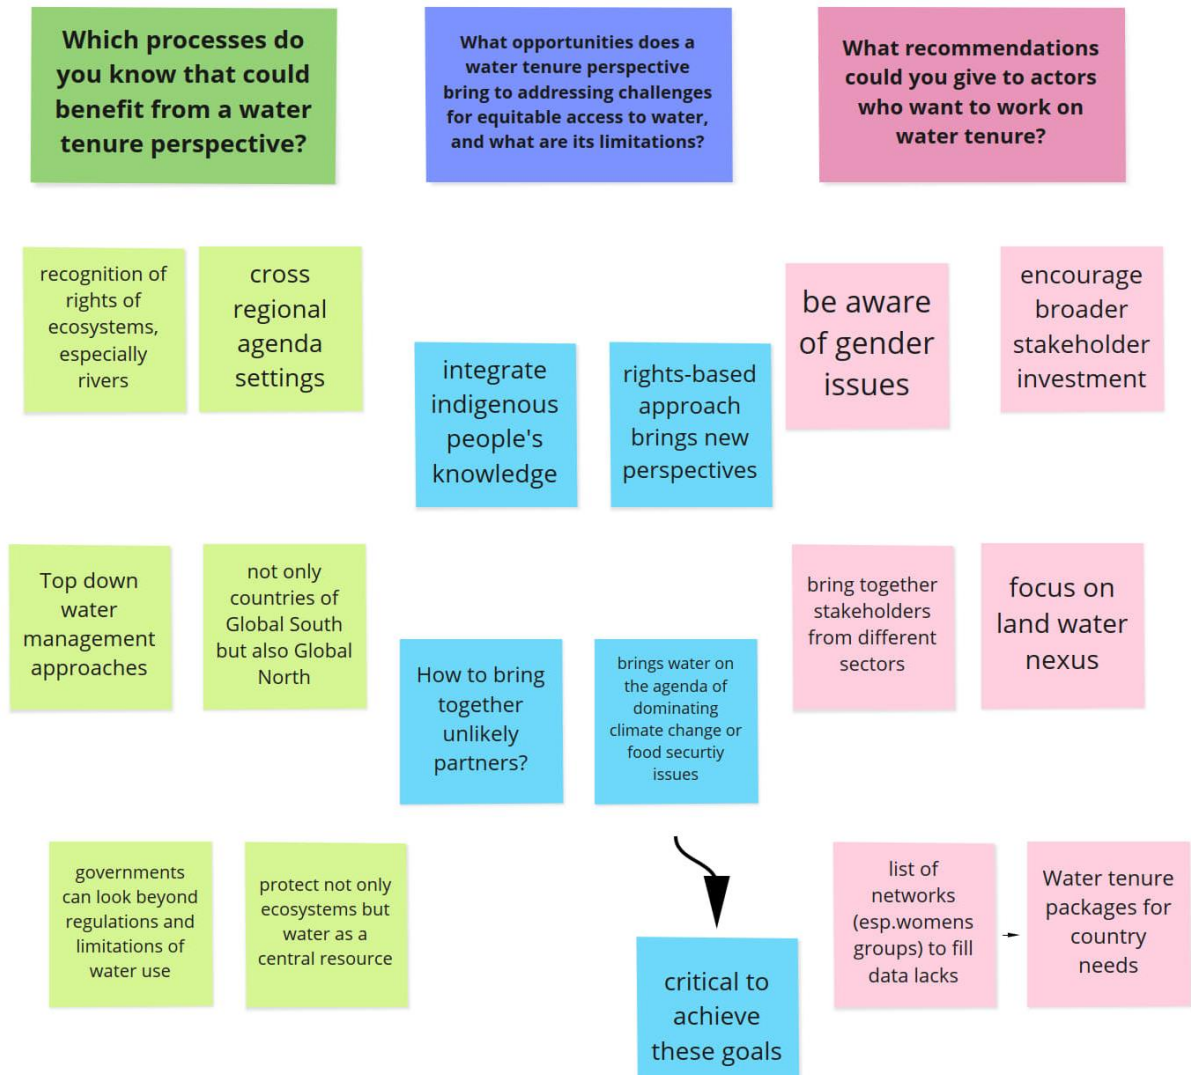 Which processes do
you know that could
benefit from a water
tenure perspective?
What opportunities does a
water tenure perspective
bring to addressing challenges
for equitable access to water,
and what are its limitations?
What recommendations
could you give to actors
who want to work on
water tenure?
recognition of
rights of
ecosystems,
especially
rivers
cross
regional
agenda
settings
integrate
indigenous
people's
knowledge
rights-based
approach
brings new
perspectives
be aware
of gender
issues
encourage
broader
stakeholder
investment
Top down
water
management
approaches
not only
countries of
Global South
but also Global
North
How to bring
together
unlikely
partners?
brings water on
the agenda of
dominating
climate change or
food securtiy
issues
bring together
stakeholders
from different
sectors
focus on
land water
nexus
governments
can look beyond
regulations and
limitations of
water use
protect not only
ecosystems but
water as a
central resource
critical to
achieve
these goals
list of
networks
(esp.womens
groups) to fill
data lacks
Water tenure
packages for
country
needs